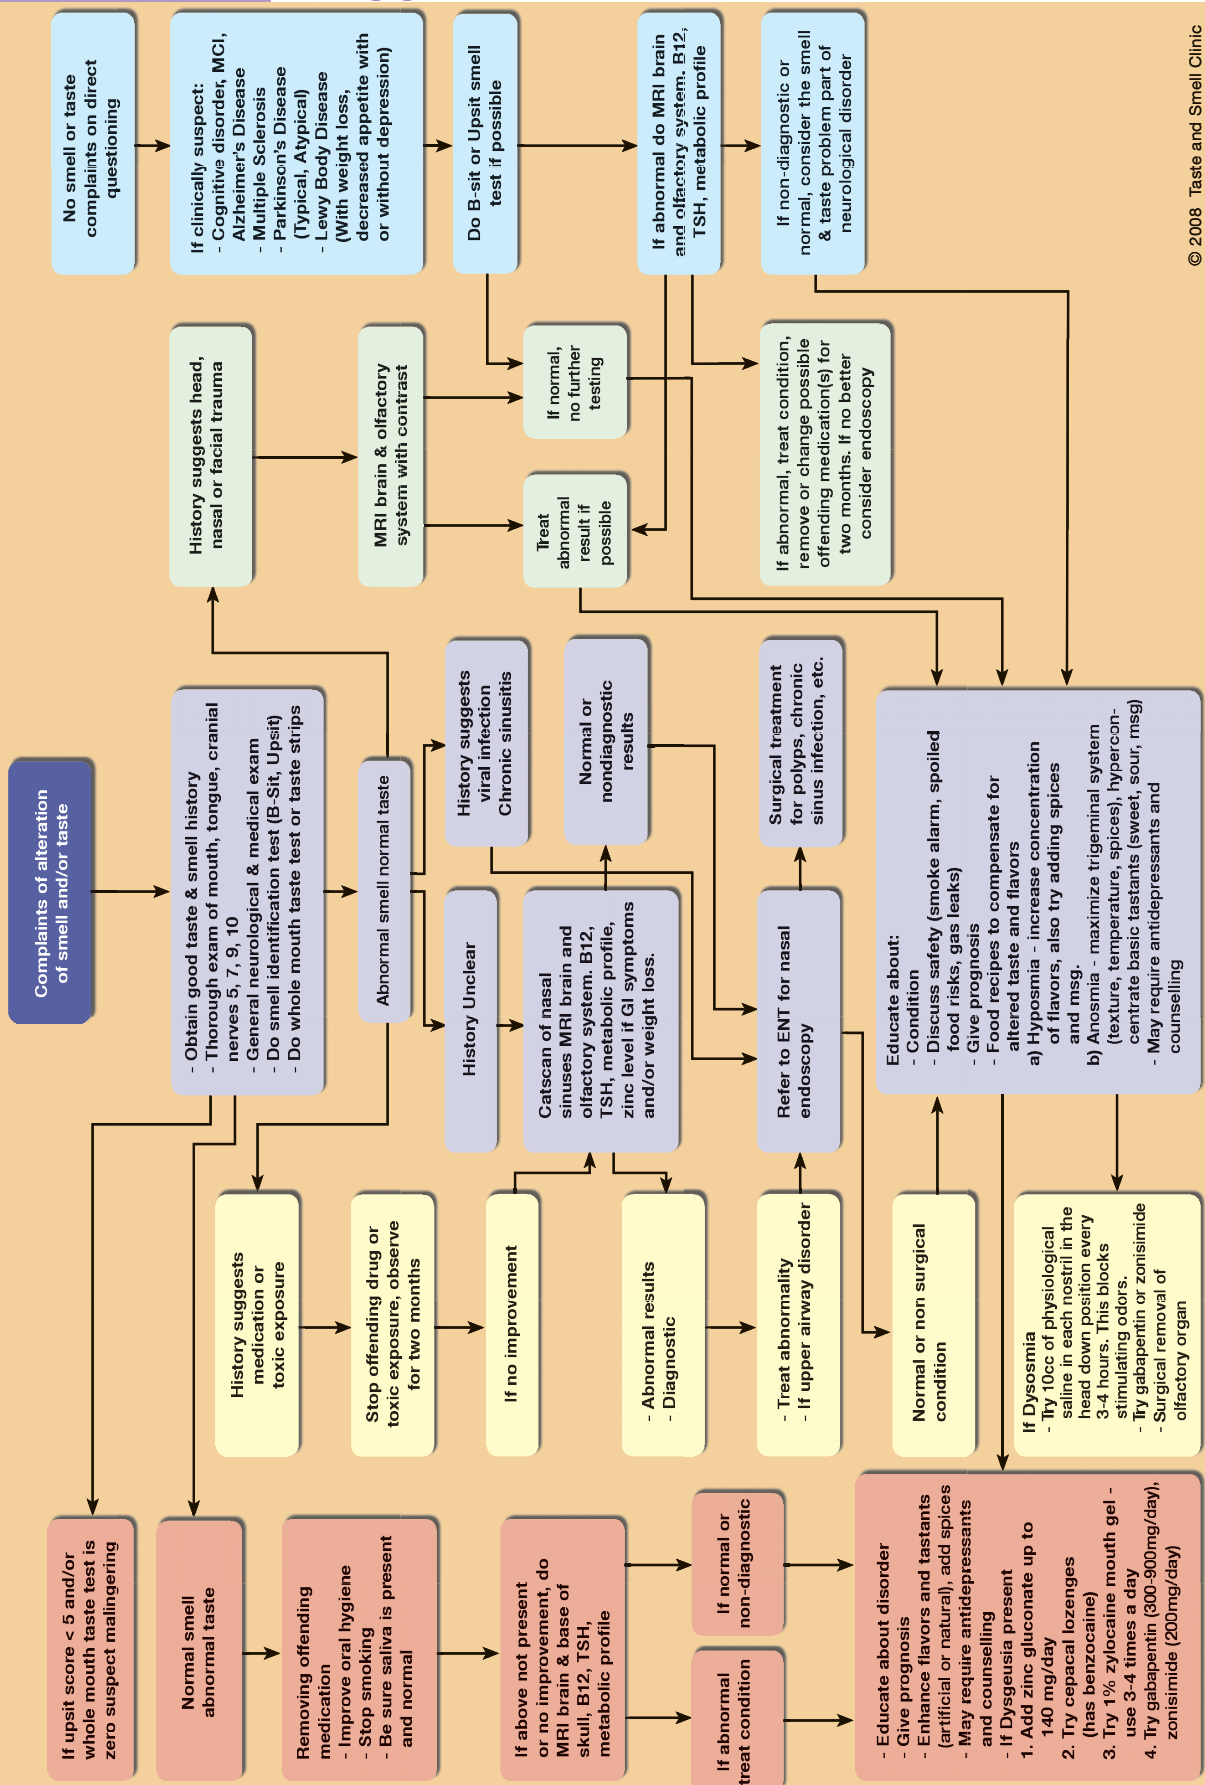 Complaints of alteration
of smell and/or taste
- Obtain good taste & smell history
- Thorough exam of mouth, tongue, cranial
nerves 5, 7, 9, 10
- General neurological & medical exam
- Do smell identification test (B-Sit, Upsit)
- Do whole mouth taste test or taste strips
Abnormal smell normal taste
If upsit score < 5 and/or
whole mouth taste test is
zero suspect malingering
Normal smell
abnormal taste
Removing offending
medication
- Improve oral hygiene
- Stop smoking
- Be sure saliva is present
and normal
If above not present
or no improvement, do
MRI brain & base of
skull, B12, TSH,
metabolic profile
If abnormal
treat condition
If normal or
non-diagnostic
- Educate about disorder
- Give prognosis
- Enhance flavors and tastants
(artificial or natural), add spices
- May require antidepressants
and counselling
- If Dysgeusia present
1. Add zinc gluconate up to
140 mg/day
2. Try cepacal lozenges
(has benzocaine)
3. Try 1% zylocaine mouth gel -
use 3-4 times a day
4. Try gabapentin (300-900mg/day),
zonisimide (200mg/day)
History suggests
medication or
toxic exposure
Stop offending drug or
toxic exposure, observe
for two months
If no improvement
- Abnormal results
- Diagnostic
- Treat abnormality
- If upper airway disorder
Normal or non surgical
condition
If Dysosmia
- Try 10cc of physiological
saline in each nostril in the
head down position every
3-4 hours. This blocks
stimulating odors.
- Try gabapentin or zonisimide
- Surgical removal of
olfactory organ
History Unclear
Catscan of nasal
sinuses MRI brain and
olfactory system. B12,
TSH, metabolic profile,
zinc level if GI symptoms
and/or weight loss.
Refer to ENT for nasal
endoscopy
History suggests
viral infection
Chronic sinusitis
Normal or
nondiagnostic
results
Surgical treatment
for polyps, chronic
sinus infection, etc.
Educate about:
- Condition
- Discuss safety (smoke alarm, spoiled
food risks, gas leaks)
- Give prognosis
- Food recipes to compensate for
altered taste and flavors
a) Hyposmia - increase concentration
of flavors, also try adding spices
and msg.
b) Anosmia - maximize trigeminal system
(texture, temperature, spices), hypercon-
centrate basic tastants (sweet, sour, msg)
- May require antidepressants and
counselling
History suggests head,
nasal or facial trauma
MRI brain & olfactory
system with contrast
Treat
abnormal
result if
possible
If normal,
no further
testing
If abnormal, treat condition,
remove or change possible
offending medication(s) for
two months. If no better
consider endoscopy
No smell or taste
complaints on direct
questioning
If clinically suspect:
- Cognitive disorder, MCI,
Alzheimer's Disease
- Multiple Sclerosis
- Parkinson's Disease
(Typical, Atypical)
- Lewy Body Disease
(With weight loss,
decreased appetite with
or without depression)
Do B-sit or Upsit smell
test if possible
If abnormal do MRI brain
and olfactory system. B12,
TSH, metabolic profile
If non-diagnostic or
normal, consider the smell
& taste problem part of
neurological disorder
© 2008 Taste and Smell Clinic